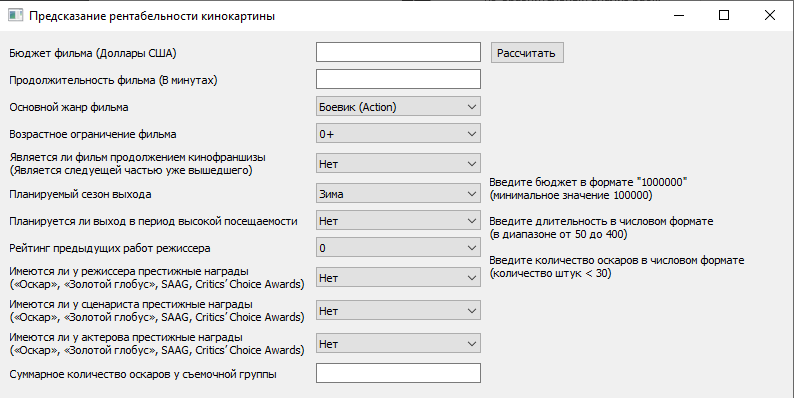 Предсказание рентабельности кинокартины
Бюджет фильма (Доллары США)
Рассчитать
Продолжительность фильма (В минутах)
Основной жанр фильма
Боевик (Action)
Возрастное ограничение фильма
0+
Является ли фильм продолжением кинофраншизы
(Является следущей частью уже вышедшего)
Нет
Планируемый сезон выхода
Зима
Планируется ли выход в период высокой посещаемости
Нет
Рейтинг предыдущих работ режиссера
0
Имеются ли у режиссера престижные награды
(«Оскар», «Золотой глобус», SAAG, Critics’ Choice Awards)
Нет
Имеются ли у сценариста престижные награды
(«Оскар», «Золотой глобус», SAAG, Critics’ Choice Awards)
Нет
Имеются ли у актерова престижные награды
(«Оскар», «Золотой глобус», SAAG, Critics’ Choice Awards)
Нет
Суммарное количество оскаров у съемочной группы
Введите бюджет в формате "1000000"
(минимальное значение 100000)
Введите длительность в числовом формате
(в диапазоне от 50 до 400)
Введите количество оскаров в числовом формате
(количество штук < 30)